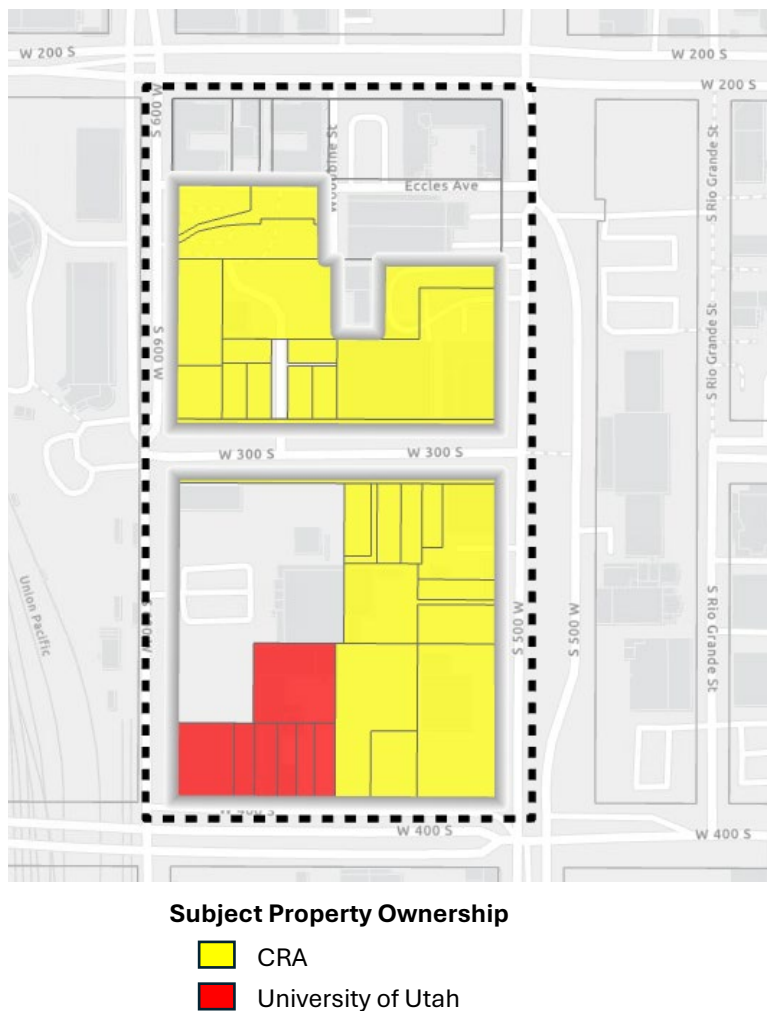 W 200 S
W 200 S
W 200 S
S 600 W
Woodbine St
Eccles Ave
S Rio Grande St
S Rio Grande St
S 600 W
W 300 S
W 300 S
Union Pacific
S 500 W
S 500 W
S Rio Grande St
W 400 S
W 400 S
Subject Property Ownership
CRA
University of Utah